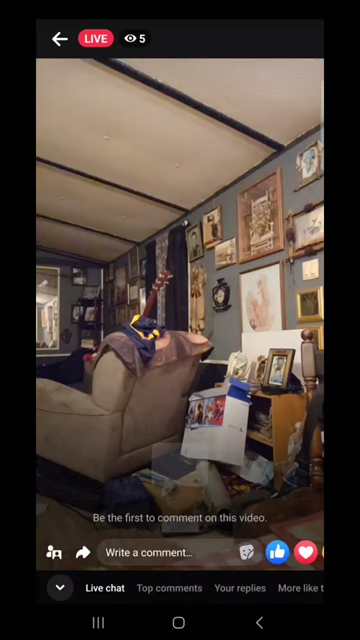 LIVE 5
Be the first to comment on this video.
Write a comment...
Live chat Top comments Your replies More like t